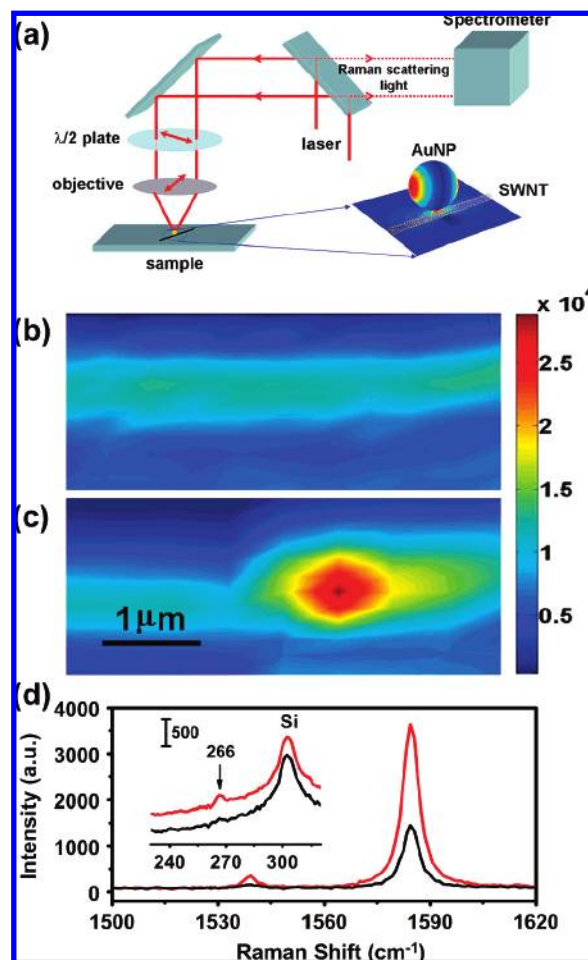 (a)
Spectrometer
Raman scattering
light
λ/2 plate
laser
AuNP
objective
SWNT
sample
(b)
x 10⁴
2.5
2
1.5
1
0.5
(c)
1μm
(d)
4000
3000
2000
1000
0
Intensity (a.u.)
500
266
Si
240
270
300
1500
1530
1560
1590
1620
Raman Shift (cm⁻¹)